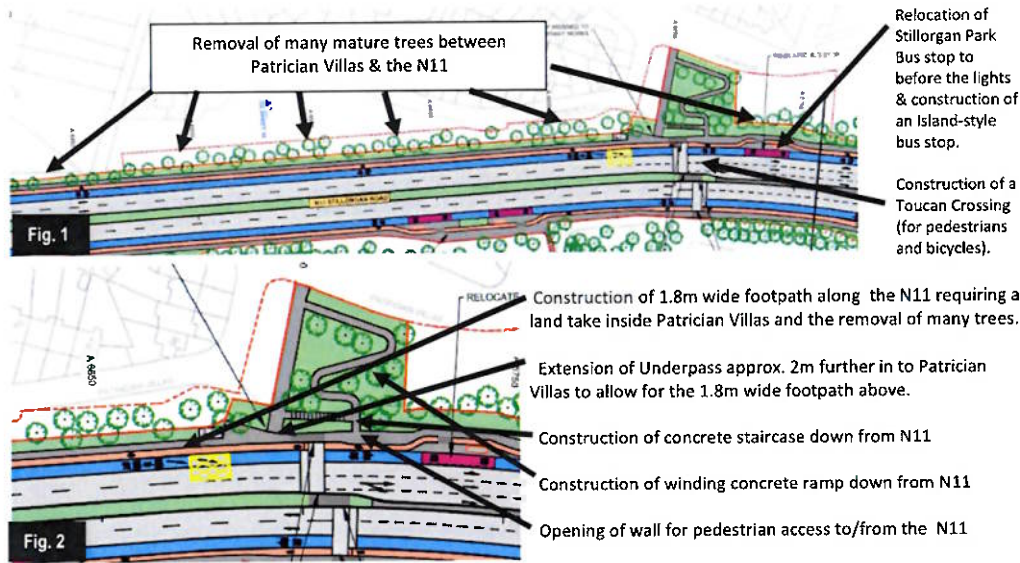 Removal of many mature trees between
Patrician Villas & the N11
Relocation of
Stillorgan Park
Bus stop to
before the lights
& construction of
an Island-style
bus stop.
Construction of a
Toucan Crossing
(for pedestrians
and bicycles).
N11 STILLORGAN ROAD
Fig. 1
RELOCATE
A 6650
Construction of 1.8m wide footpath along the N11 requiring a
land take inside Patrician Villas and the removal of many trees.
Extension of Underpass approx. 2m further in to Patrician
Villas to allow for the 1.8m wide footpath above.
Construction of concrete staircase down from N11
Construction of winding concrete ramp down from N11
Opening of wall for pedestrian access to/from the N11
Fig. 2